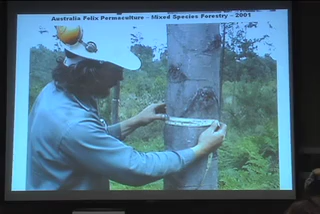 Australia Felix Permaculture – Mixed Species Forestry – 2001